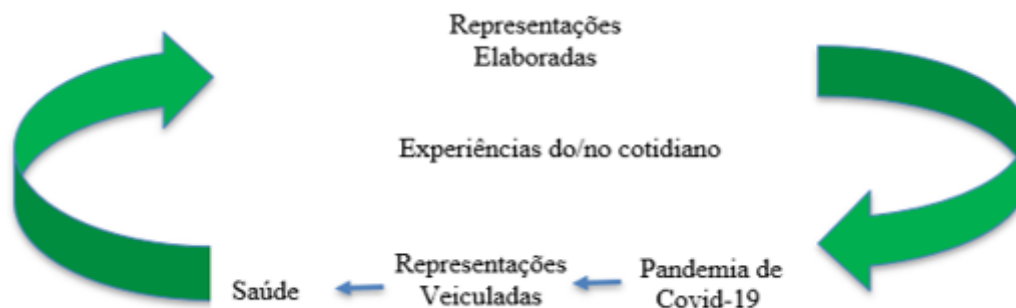 Representações
Elaboradas
Experiências do/no cotidiano
Saúde
Representações
Veiculadas
Pandemia de
Covid-19